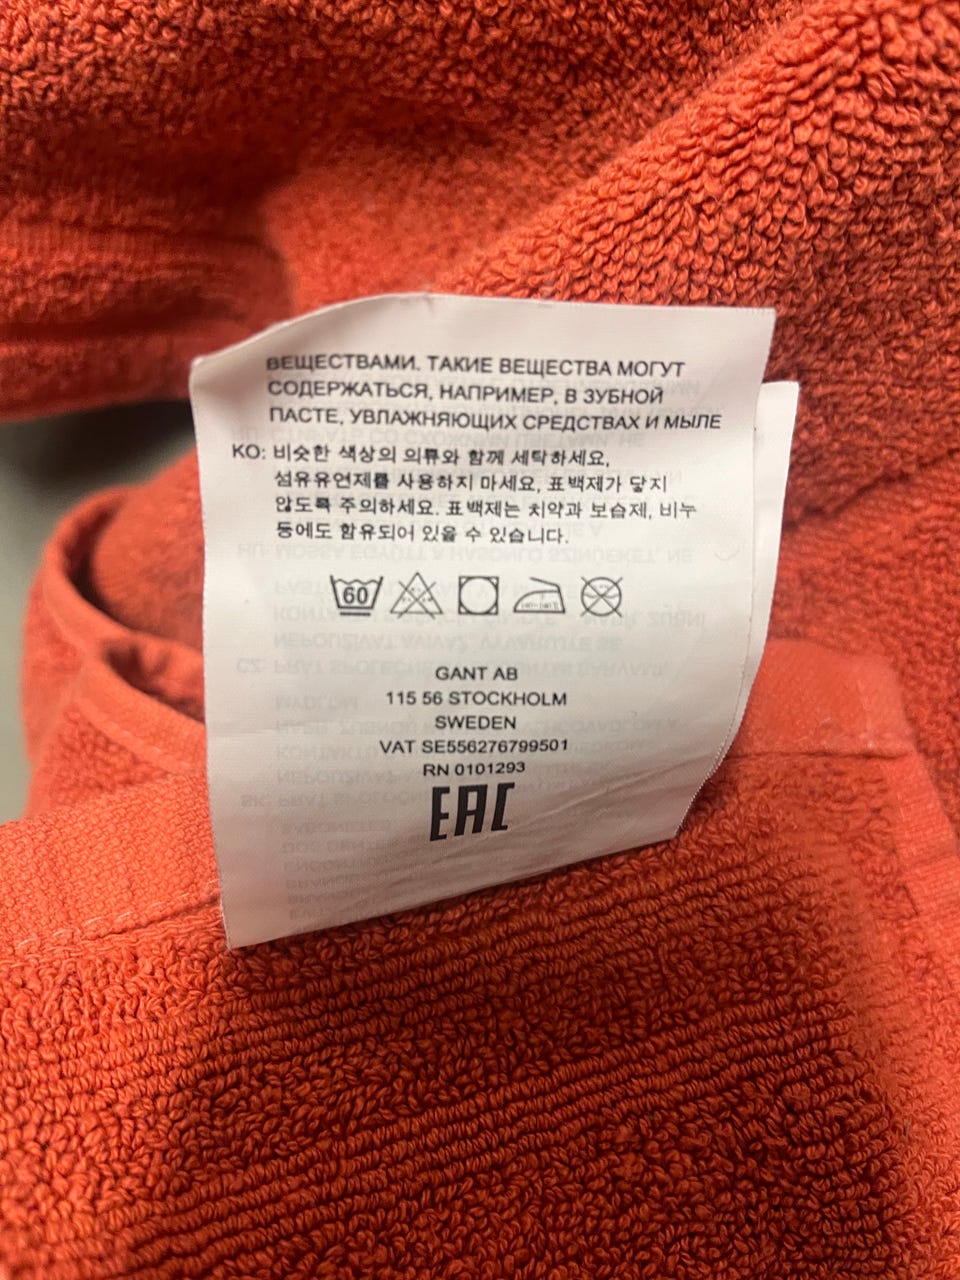 ВЕЩЕСТВАМИ. ТАКИЕ ВЕЩЕСТВА МОГУТ
СОДЕРЖАТЬСЯ, НАПРИМЕР, В ЗУБНОЙ
ПАСТЕ, УВЛАЖНЯЮЩИХ СРЕДСТВАХ И МЫЛЕ
KO: 비슷한 색상의 의류와 함께 세탁하세요,
섬유유연제를 사용하지 마세요, 표백제가 닿지
않도록 주의하세요. 표백제는 치약과 보습제, 비누
등에도 함유되어 있을 수 있습니다.
60
GANT AB
115 56 STOCKHOLM
SWEDEN
VAT SE556276799501
RN 0101293
EAC